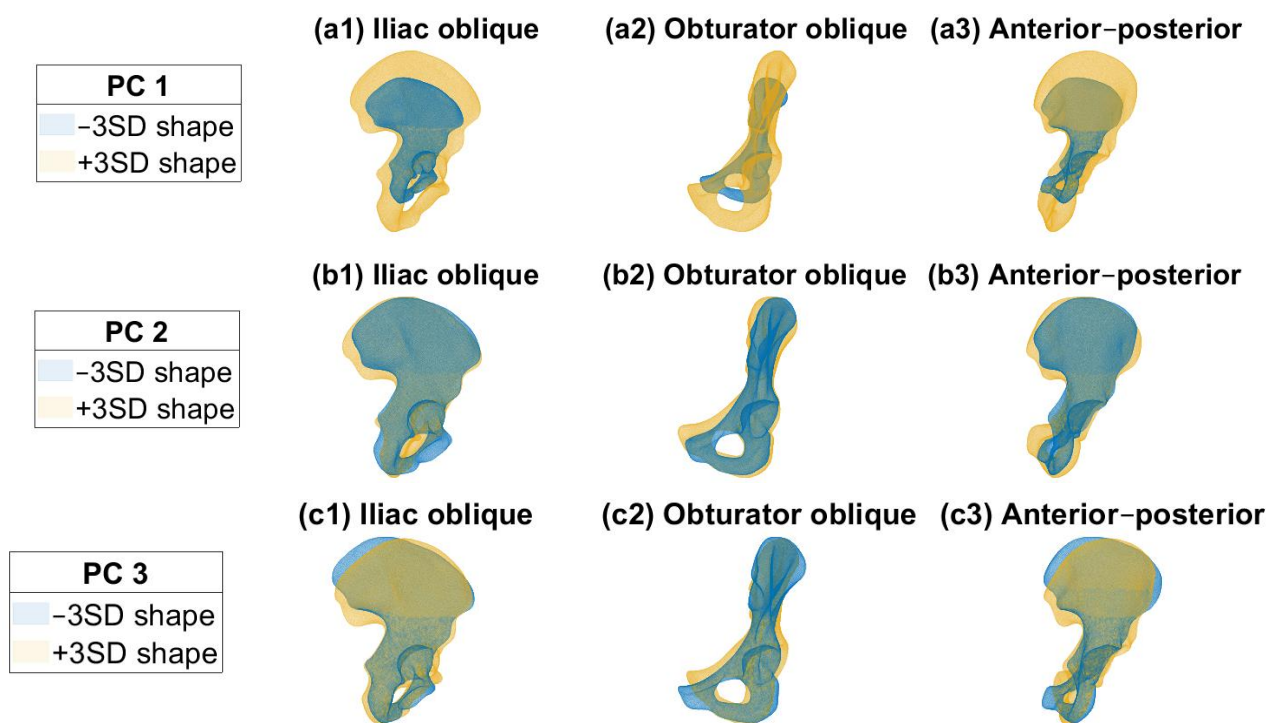 (a1) Iliac oblique
(a2) Obturator oblique
(a3) Anterior−posterior
PC 1
−3SD shape
+3SD shape
(b1) Iliac oblique
(b2) Obturator oblique
(b3) Anterior−posterior
PC 2
−3SD shape
+3SD shape
(c1) Iliac oblique
(c2) Obturator oblique
(c3) Anterior−posterior
PC 3
−3SD shape
+3SD shape